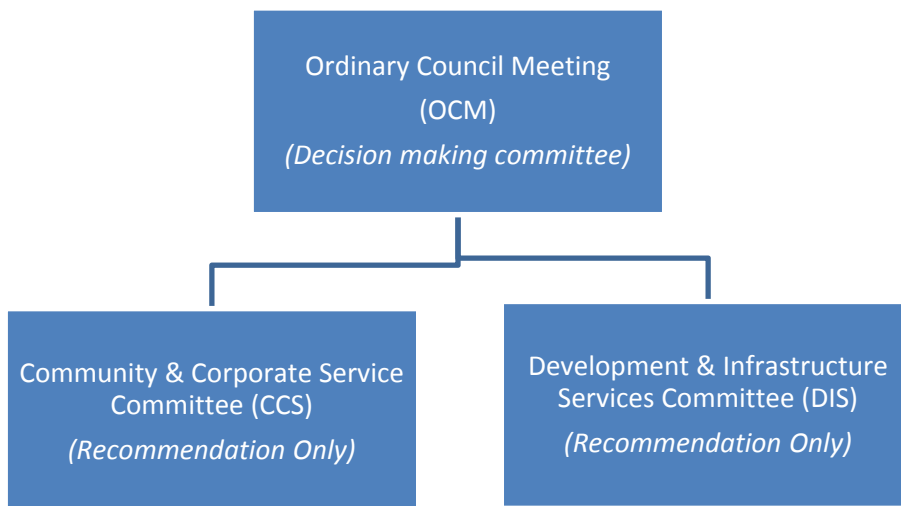 Ordinary Council Meeting
(OCM)
(Decision making committee)
Community & Corporate Service
Committee (CCS)
(Recommendation Only)
Development & Infrastructure
Services Committee (DIS)
(Recommendation Only)